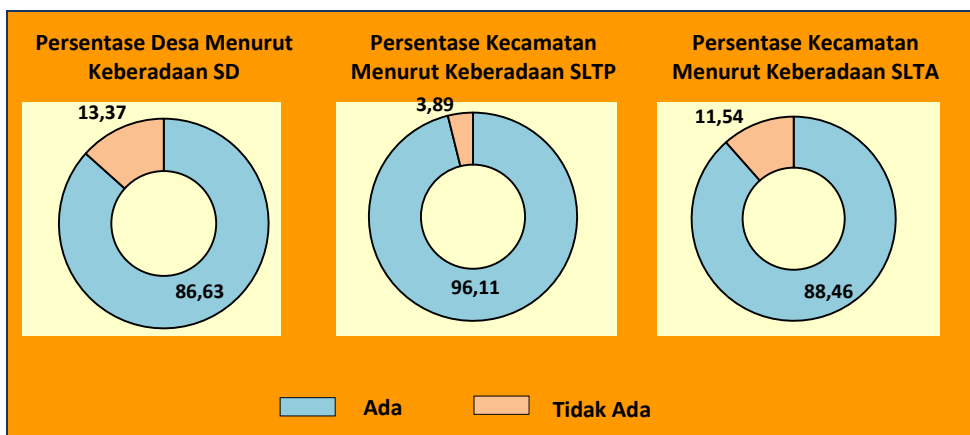 Persentase Desa Menurut
Keberadaan SD
13,37
86,63
Persentase Kecamatan
Menurut Keberadaan SLTP
3,89
96,11
Persentase Kecamatan
Menurut Keberadaan SLTA
11,54
88,46
Ada
Tidak Ada